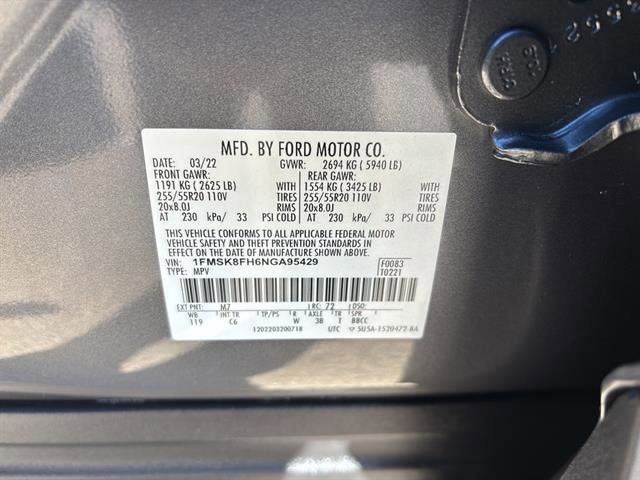 MFD. BY FORD MOTOR CO.
DATE: 03/22 GVWR: 2694 KG ( 5940 LB)
FRONT GAWR: REAR GAWR:
1191 KG ( 2625 LB) WITH 1554 KG ( 3425 LB) WITH
255/55R20 110V TIRES 255/55R20 110V TIRES
20x8.0J RIMS 20x8.0J RIMS
AT 230 kPa/ 33 PSI COLD AT 230 kPa/ 33 PSI COLD
THIS VEHICLE CONFORMS TO ALL APPLICABLE FEDERAL MOTOR
VEHICLE SAFETY AND THEFT PREVENTION STANDARDS IN
EFFECT ON THE DATE OF MANUFACTURE SHOWN ABOVE.
VIN: 1FMSK8FH6NGA95429 F0083
TYPE: MPV T0221
EXT PNT: M7 RC: 72 DSO:
WB INT TR TP/PS R AXLE TR SPR
119 C6 W 38 T BBCC
1202203200718 UTC 5U5A-1520472-BA